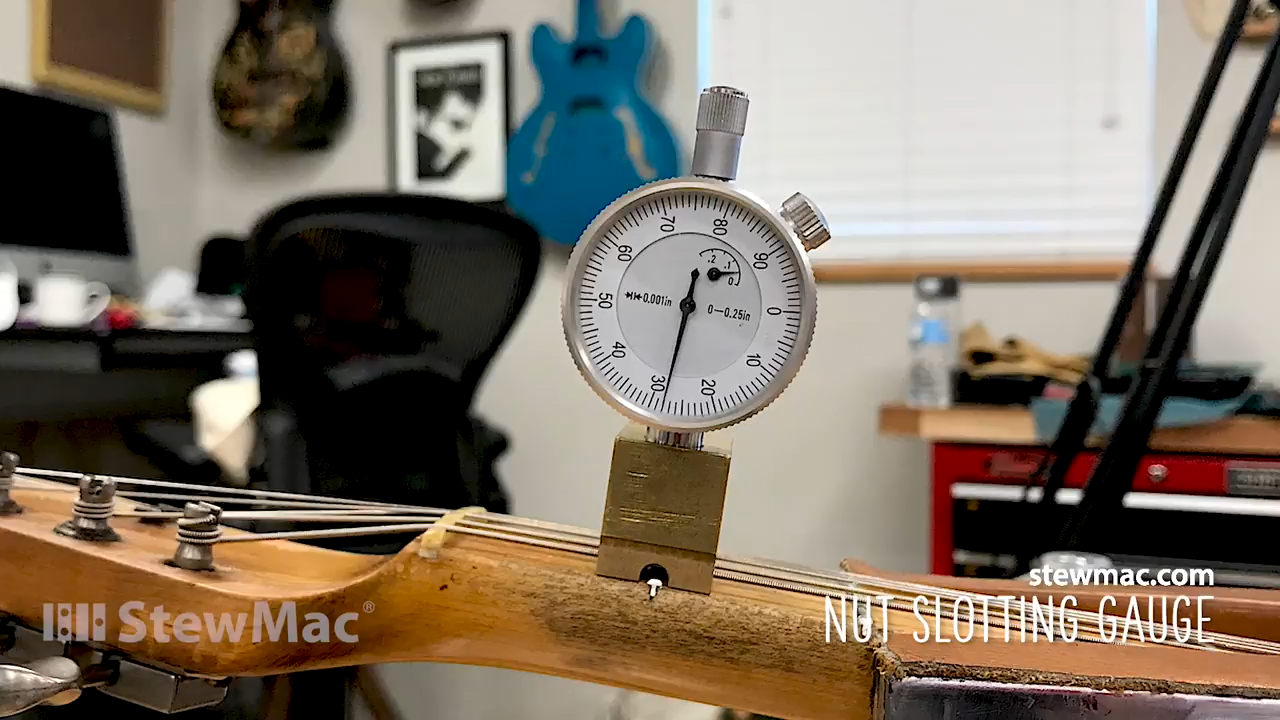 70
80
60
90
.2 .1
0
50
0.001in
0—0.25in
0
40
10
30
20
stewmac.com
StewMac®
NUT SLOTTING GAUGE